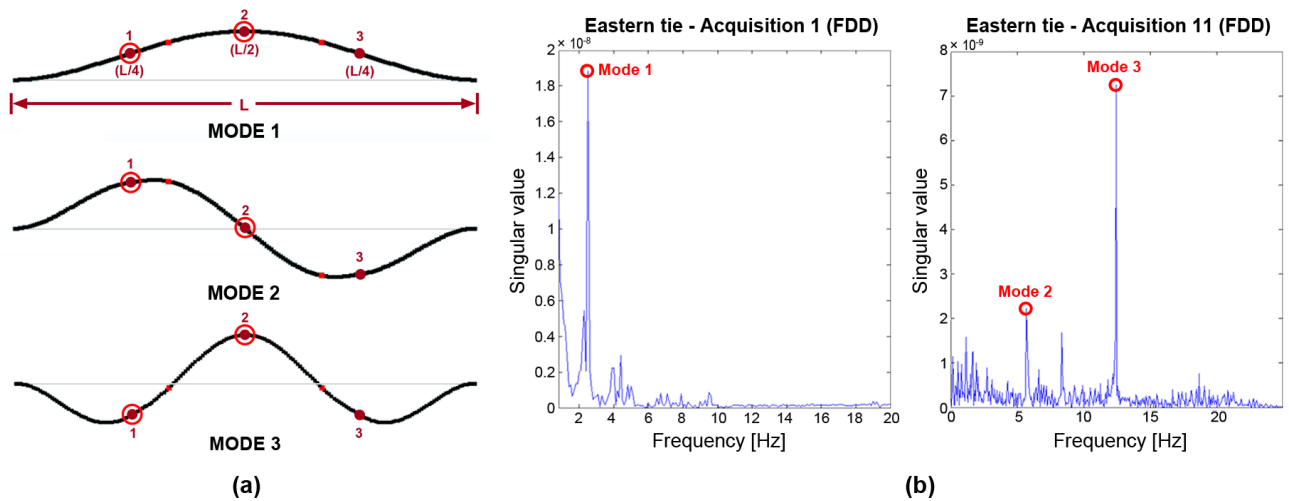 1
2
3
(L/4)
(L/2)
(L/4)
L
MODE 1
1
2
3
MODE 2
2
1
3
MODE 3
(a)
Eastern tie - Acquisition 1 (FDD)
× 10⁻⁸
2
1.8
1.6
1.4
1.2
1
0.8
0.6
0.4
0.2
0
Singular value
Mode 1
2 4 6 8 10 12 14 16 18 20
Frequency [Hz]
Eastern tie - Acquisition 11 (FDD)
× 10⁻⁹
8
7
6
5
4
3
2
1
0
Singular value
Mode 3
Mode 2
0 5 10 15 20
Frequency [Hz]
(b)